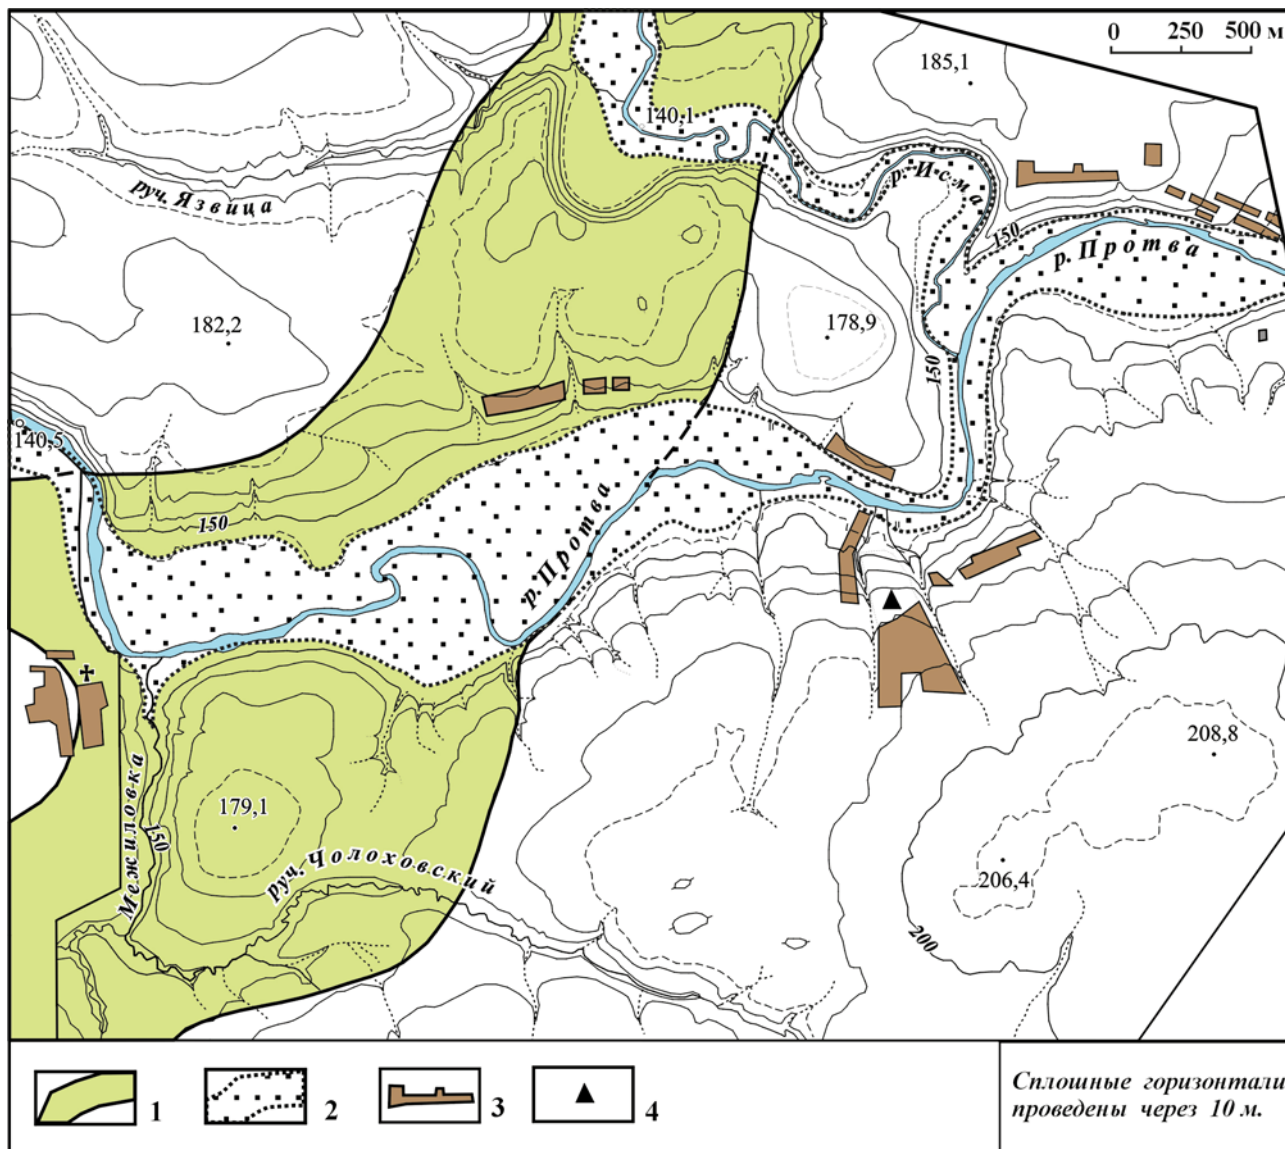 0 250 500 м
185,1
140,1
руч. Язвица
р. Исма
150
р. Протва
182,2
178,9
150
140,5
150
р. Протва
208,8
179,1
Межиловка
150
руч. Чолоховский
206,4
200
1
2
3
4
Сплошные горизонтали
проведены через 10 м.